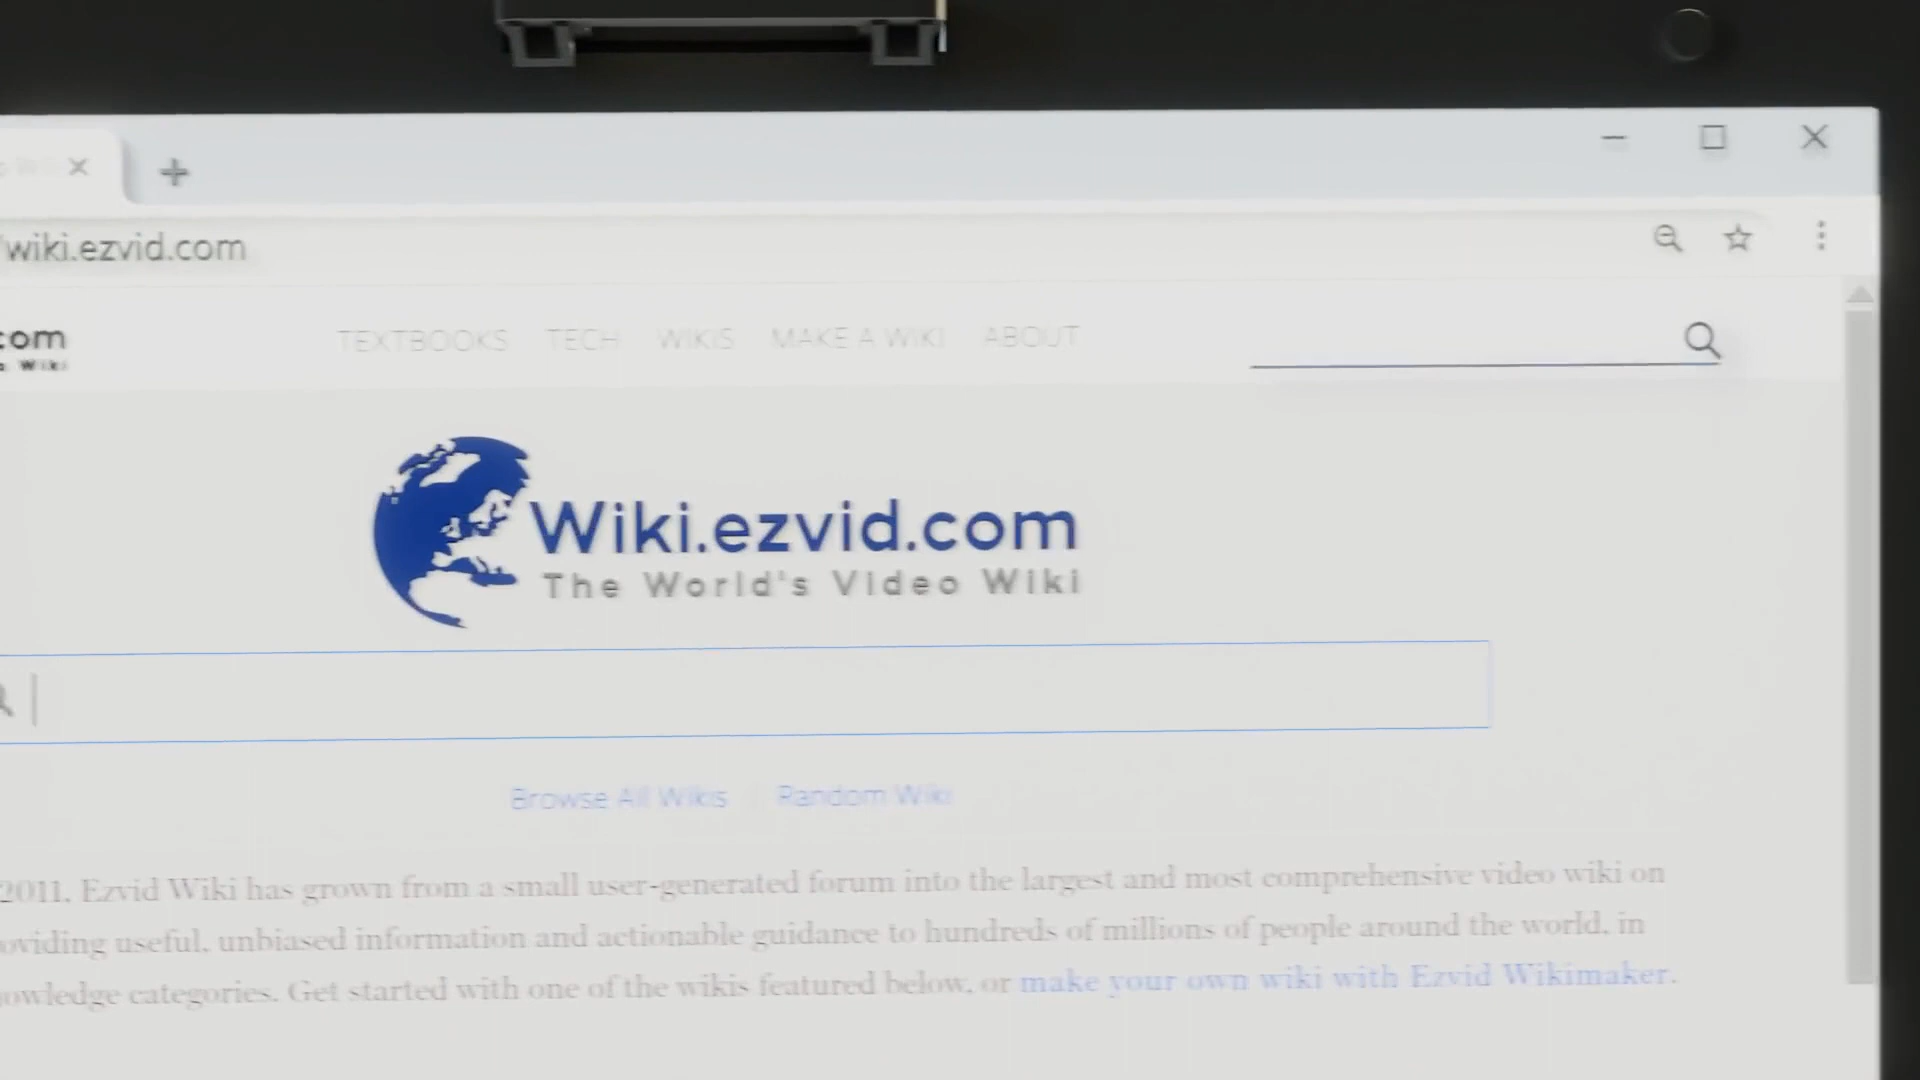 wiki.ezvid.com
com
Wiki
TEXTBOOKS TECH WIKIS MAKE A WIKI ABOUT
Wiki.ezvid.com
The World's Video Wiki
Browse All Wikis Random Wiki
2011, Ezvid Wiki has grown from a small user-generated forum into the largest and most comprehensive video wiki on
useful, unbiased information and actionable guidance to hundreds of millions of people around the world, in
categories. Get started with one of the wikis featured below, or make your own wiki with Ezvid Wikimaker.